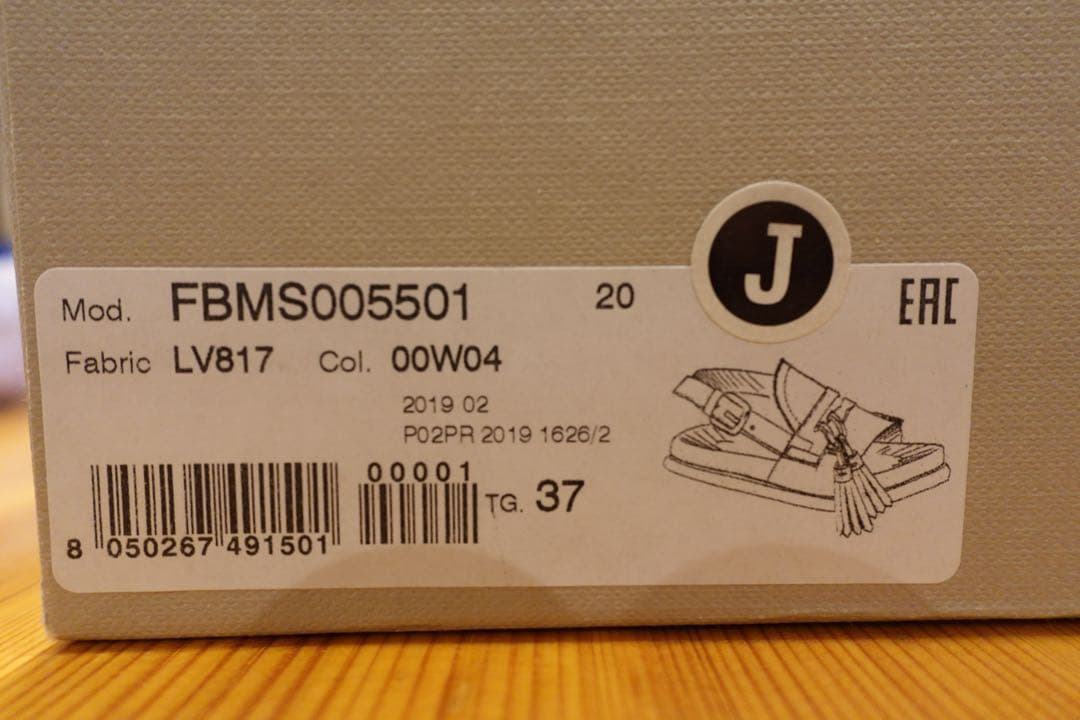 J
Mod. FBMS005501 20 EAC
Fabric LV817 Col. 00W04
2019 02
P02PR 2019 1626/2
00001
TG. 37
8 050267 491501